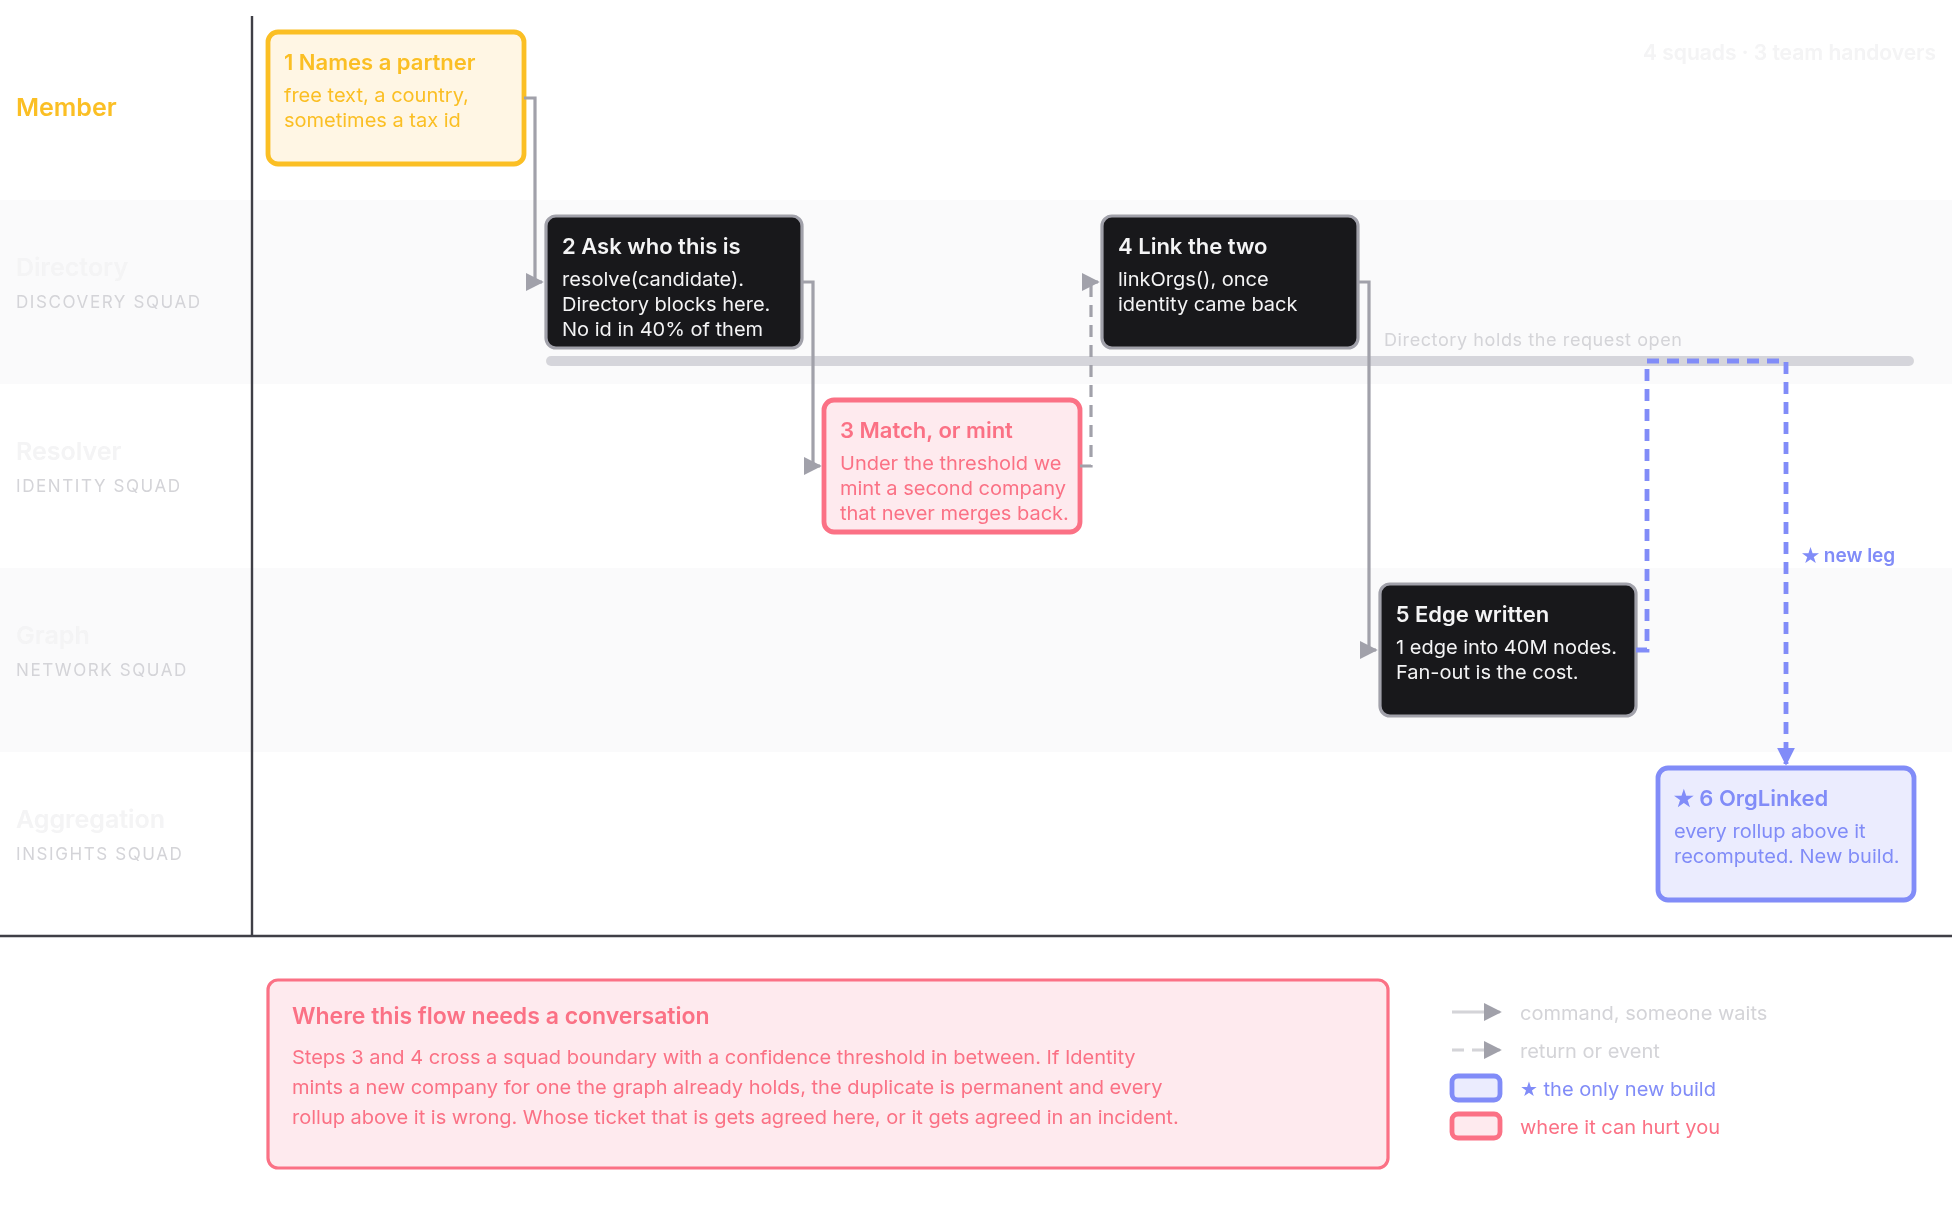 4 squads · 3 team handovers
Member
1 Names a partner
free text, a country,
sometimes a tax id
Directory
DISCOVERY SQUAD
2 Ask who this is
resolve(candidate).
Directory blocks here.
No id in 40% of them
4 Link the two
linkOrgs(), once
identity came back
Directory holds the request open
Resolver
IDENTITY SQUAD
3 Match, or mint
Under the threshold we
mint a second company
that never merges back.
★ new leg
Graph
NETWORK SQUAD
5 Edge written
1 edge into 40M nodes.
Fan-out is the cost.
Aggregation
INSIGHTS SQUAD
★ 6 OrgLinked
every rollup above it
recomputed. New build.
Where this flow needs a conversation
Steps 3 and 4 cross a squad boundary with a confidence threshold in between. If Identity
mints a new company for one the graph already holds, the duplicate is permanent and every
rollup above it is wrong. Whose ticket that is gets agreed here, or it gets agreed in an incident.
command, someone waits
return or event
★ the only new build
where it can hurt you